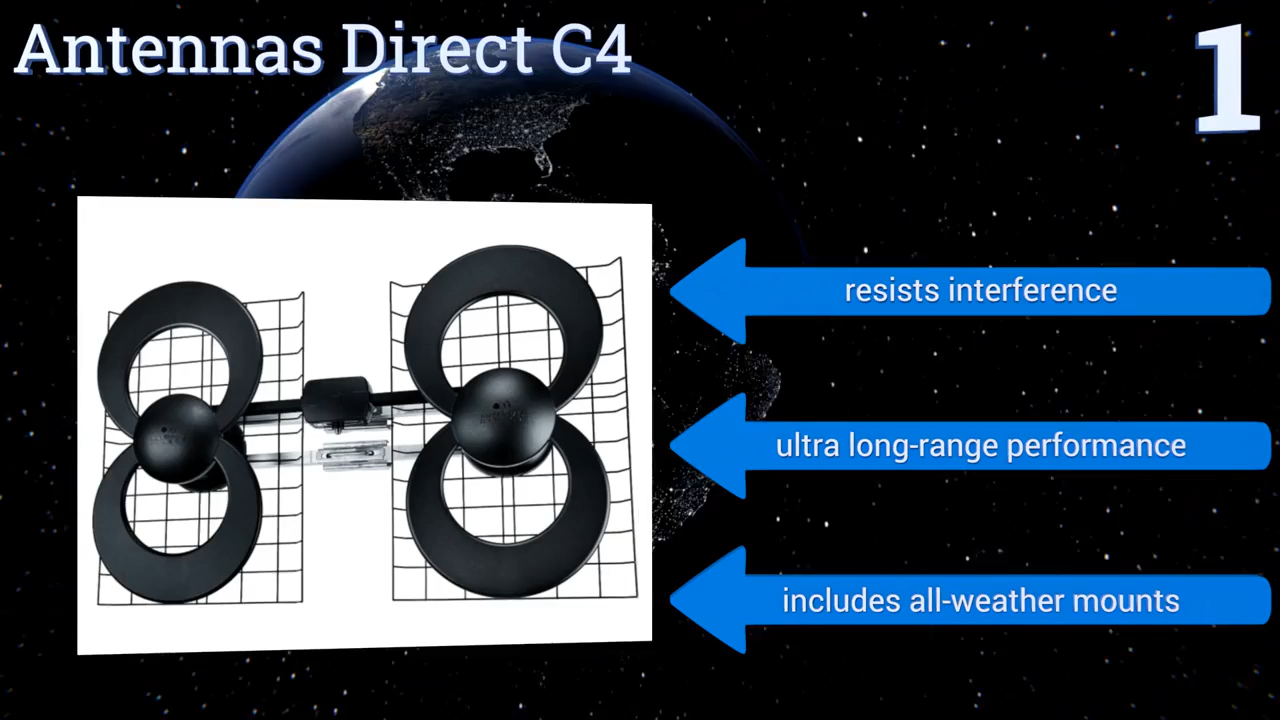 Antennas Direct C4
1
resists interference
ultra long-range performance
includes all-weather mounts